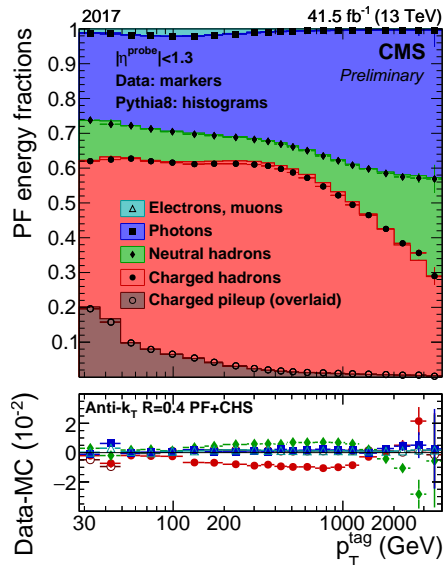 2017 41.5 fb⁻¹ (13 TeV)
|η^probe|<1.3
CMS
Data: markers
Preliminary
Pythia8: histograms
PF energy fractions
1
0.9
0.8
0.7
0.6
0.5
0.4
0.3
0.2
0.1
Electrons, muons
Photons
Neutral hadrons
Charged hadrons
Charged pileup (overlaid)
Anti-k_T R=0.4 PF+CHS
Data-MC (10⁻²)
2
0
−2
30 100 200 1000 2000
p_T^tag (GeV)